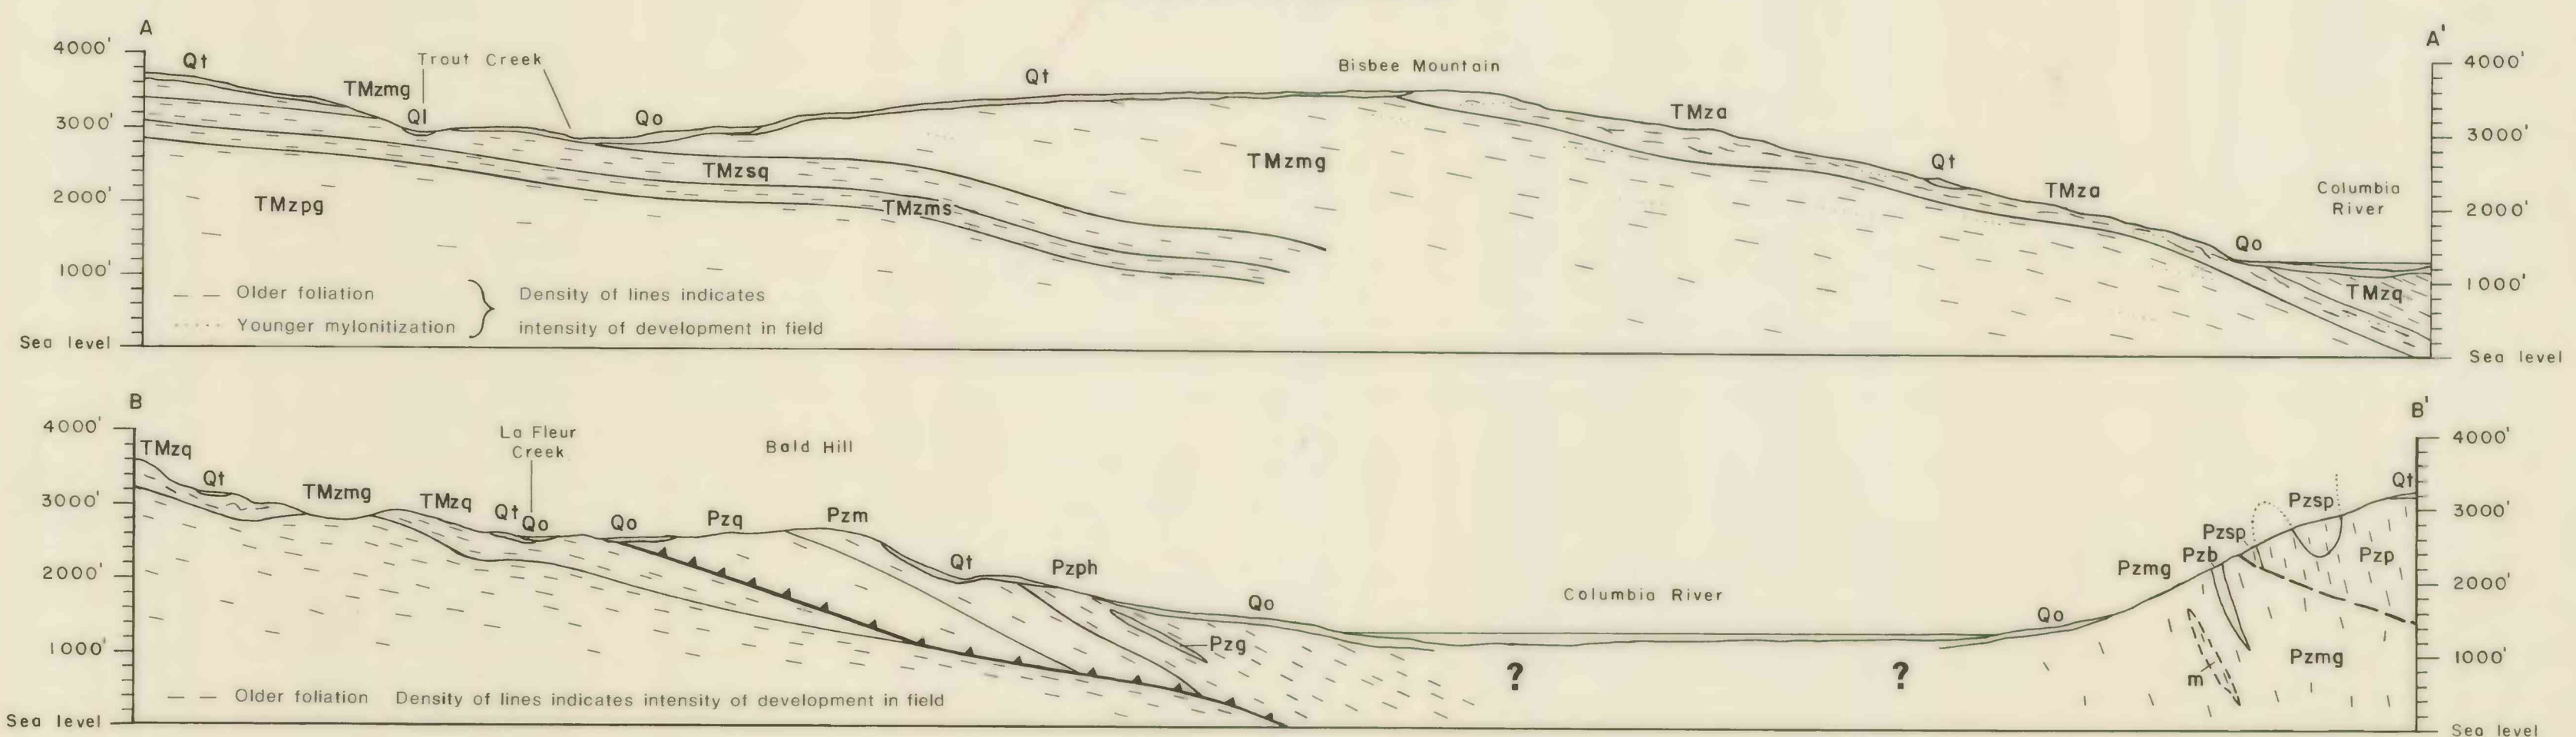 A
A'
4000'
Qt
Trout Creek
TMzmg
Ql
Qo
Qt
Bisbee Mountain
TMza
4000'
3000'
TMzsq
TMzmg
Qt
TMza
Columbia
River
3000'
2000'
TMzpg
TMzms
Qo
2000'
1000'
TMzq
1000'
Older foliation
Younger mylonitization
Density of lines indicates
intensity of development in field
Sea level
Sea level
B
B'
4000'
TMzq
Qt
La Fleur
Creek
Bald Hill
4000'
3000'
TMzmg
TMzq
Qt
Qo
Qo
Pzq
Pzm
Pzsp
Qt
3000'
2000'
Qt
Pzph
Pzsp
Pzb
Pzmg
Pzp
2000'
Qo
Columbia River
Qo
1000'
Pzg
?
?
m
Pzmg
1000'
Older foliation Density of lines indicates intensity of development in field
Sea level
Sea level